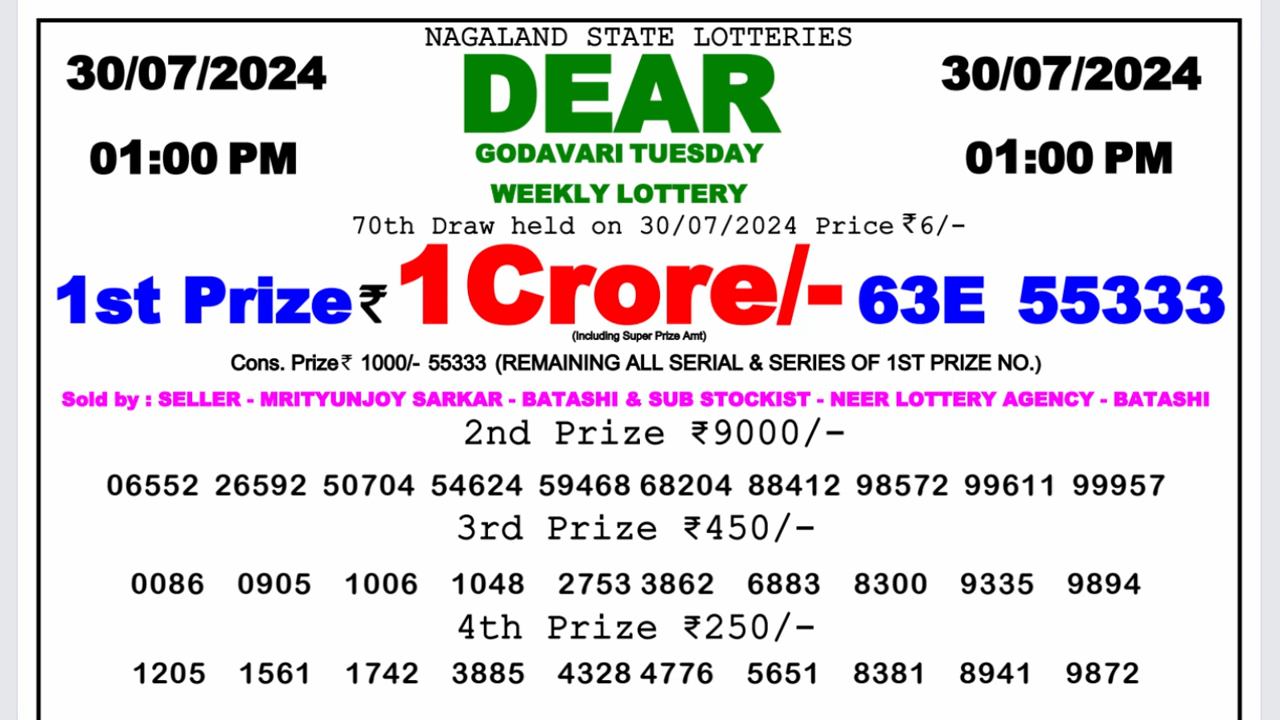 NAGALAND STATE LOTTERIES
30/07/2024 DEAR 30/07/2024
01:00 PM GODAVARI TUESDAY 01:00 PM
WEEKLY LOTTERY
70th Draw held on 30/07/2024 Price ₹6/-
1st Prize ₹ 1Crore/- 63E 55333
(Including Super Prize Amt)
Cons. Prize ₹ 1000/- 55333 (REMAINING ALL SERIAL & SERIES OF 1ST PRIZE NO.)
Sold by : SELLER - MRITYUNJOY SARKAR - BATASHI & SUB STOCKIST - NEER LOTTERY AGENCY - BATASHI
2nd Prize ₹9000/-
06552 26592 50704 54624 59468 68204 88412 98572 99611 99957
3rd Prize ₹450/-
0086 0905 1006 1048 2753 3862 6883 8300 9335 9894
4th Prize ₹250/-
1205 1561 1742 3885 4328 4776 5651 8381 8941 9872